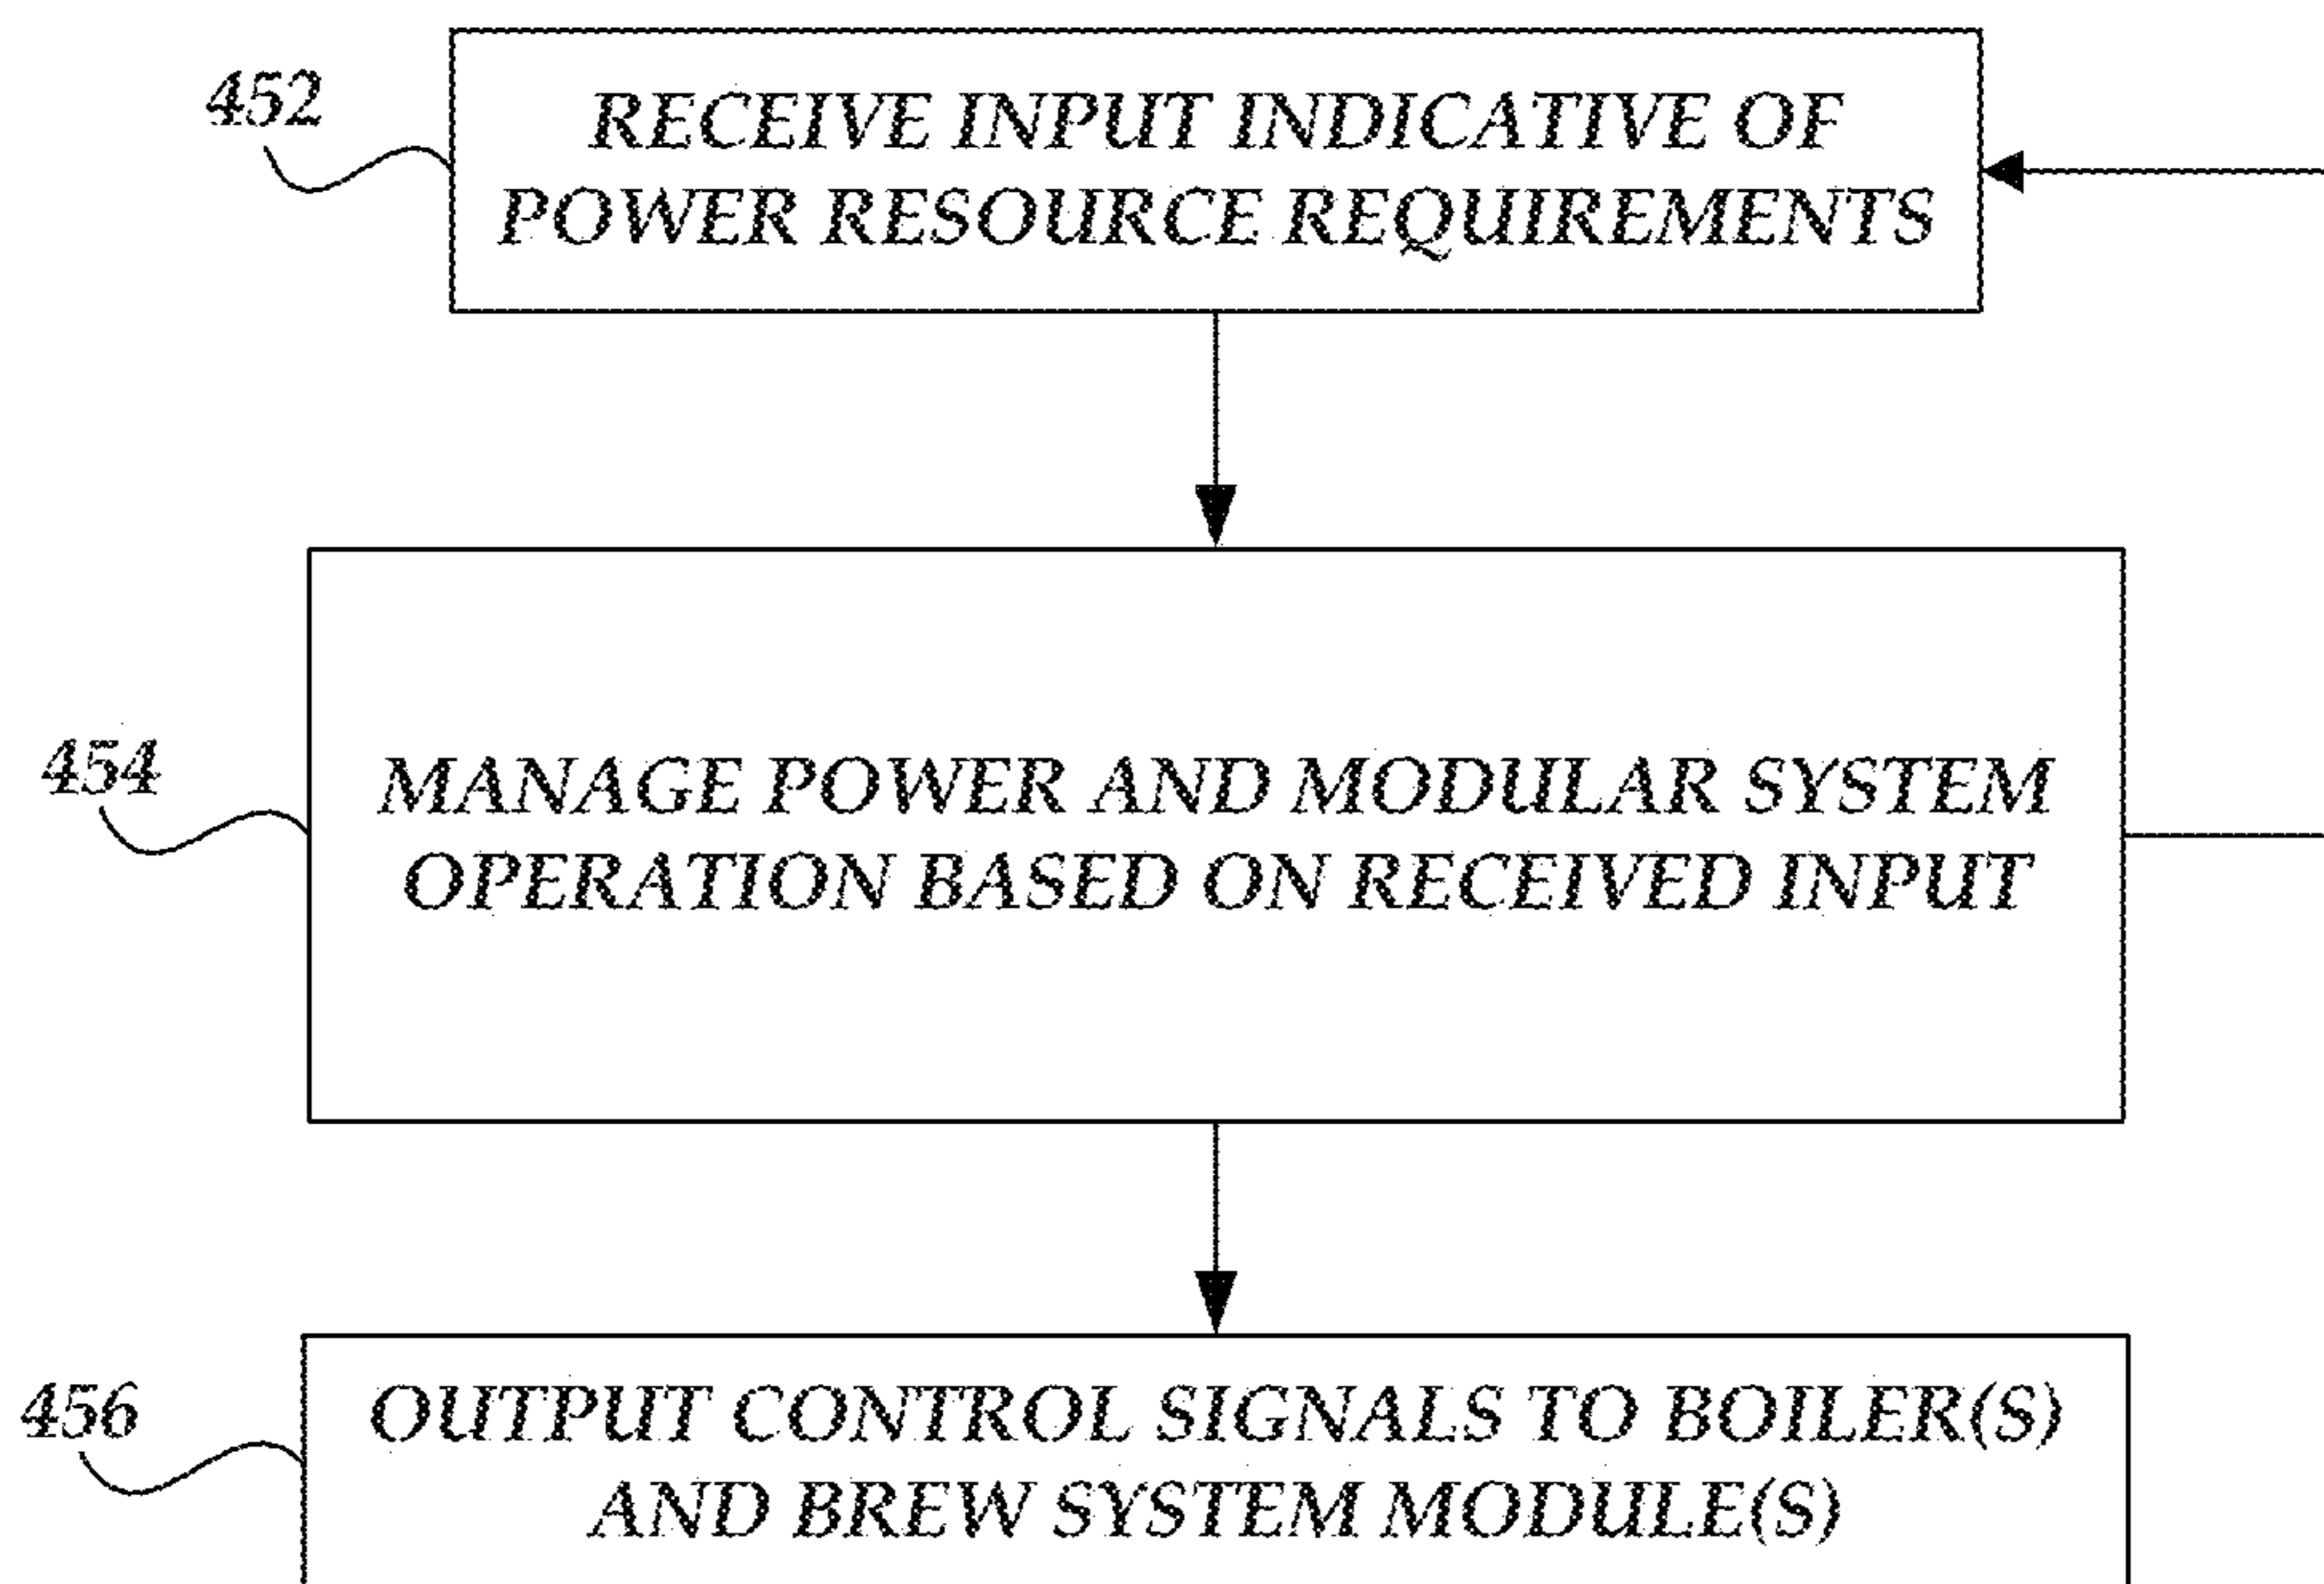 452
RECEIVE INPUT INDICATIVE OF
POWER RESOURCE REQUIREMENTS
454
MANAGE POWER AND MODULAR SYSTEM
OPERATION BASED ON RECEIVED INPUT
456
OUTPUT CONTROL SIGNALS TO BOILER(S)
AND BREW SYSTEM MODULE(S)